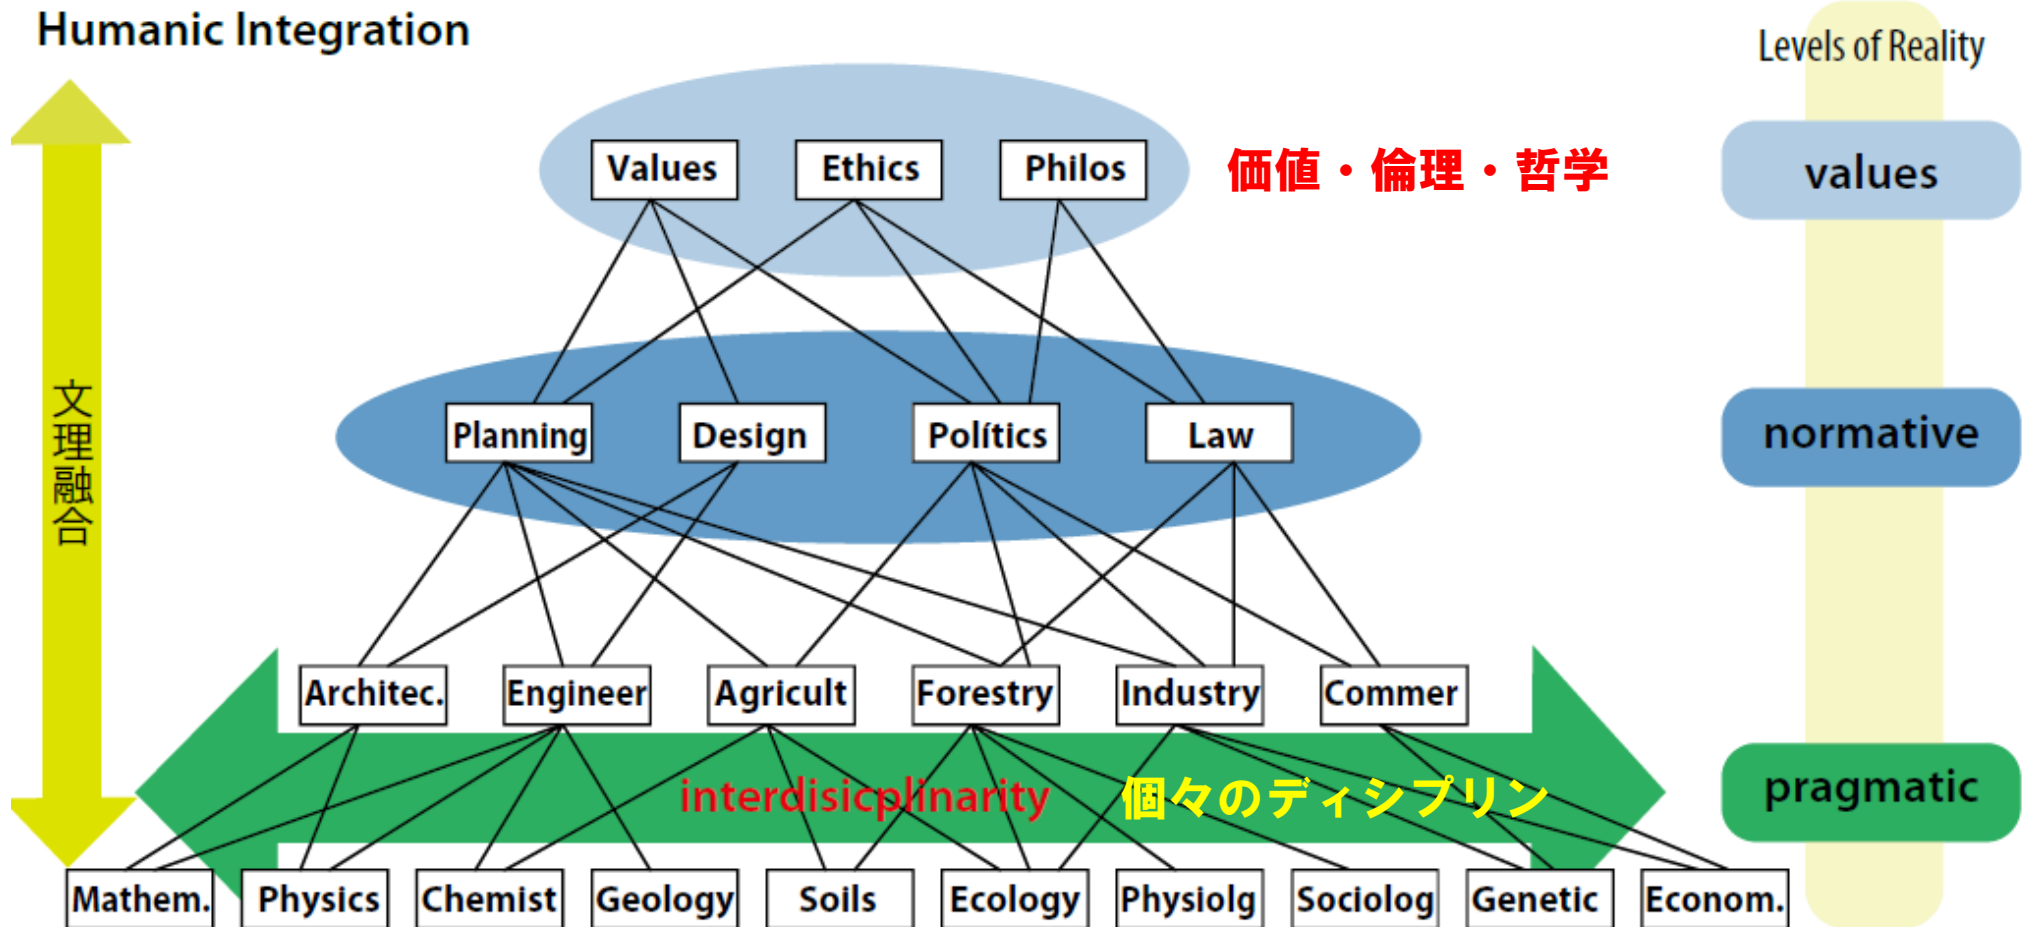 Humanic Integration
Levels of Reality
Values
Ethics
Philos
価値・倫理・哲学
values
文理融合
Planning
Design
Polítics
Law
normative
Architec.
Engineer
Agricult
Forestry
Industry
Commer
interdisicplinarity
個々のディシプリン
pragmatic
Mathem.
Physics
Chemist
Geology
Soils
Ecology
Physiolg
Sociolog
Genetic
Econom.